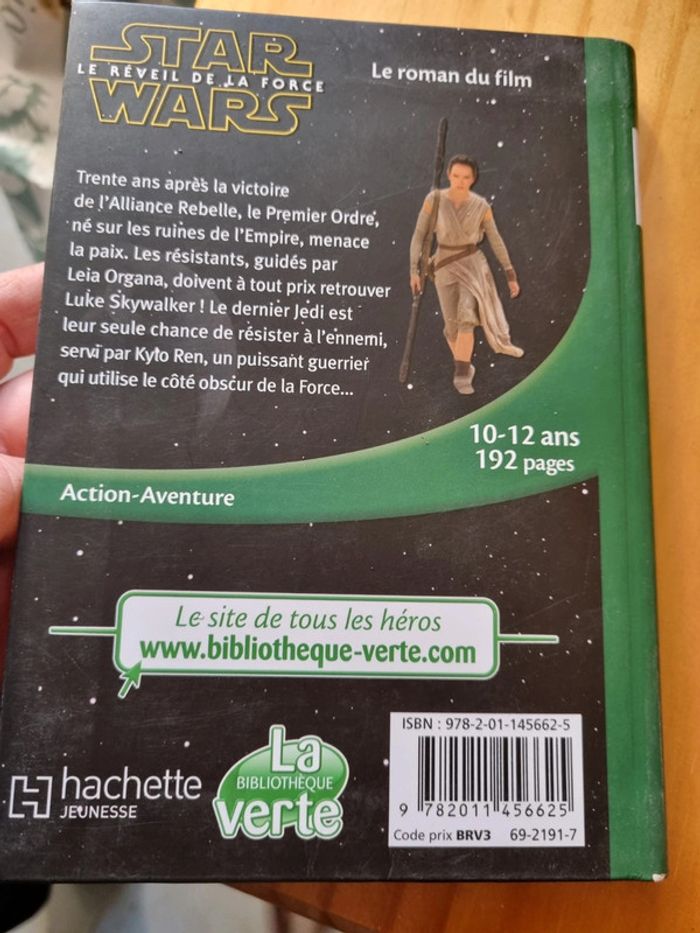 STAR
LE RÉVEIL DE LA FORCE
WARS
Le roman du film
Trente ans après la victoire
de l'Alliance Rebelle, le Premier Ordre,
né sur les ruines de l'Empire, menace
la paix. Les résistants, guidés par
Leia Organa, doivent à tout prix retrouver
Luke Skywalker ! Le dernier Jedi est
leur seule chance de résister à l'ennemi,
servi par Kylo Ren, un puissant guerrier
qui utilise le côté obscur de la Force...
10-12 ans
192 pages
Action-Aventure
Le site de tous les héros
www.bibliotheque-verte.com
hachette
JEUNESSE
La
BIBLIOTHÈQUE
verte
ISBN : 978-2-01-145662-5
9 782011 456625
Code prix BRV3 69-2191-7